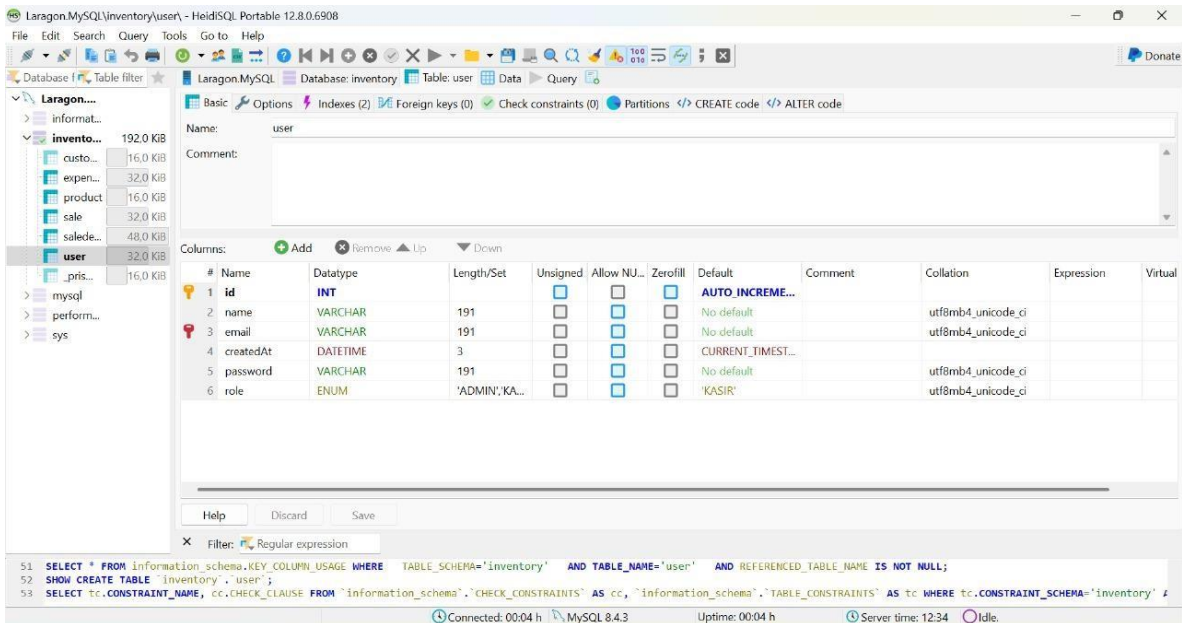 Laragon.MySQL\inventory\user\ - HeidiSQL Portable 12.8.0.6908
File Edit Search Query Tools Go to Help
Donate
Database f Table filter
Laragon.MySQL Database: inventory Table: user Data Query
Laragon....
informat...
invento... 192,0 KiB
custo... 16,0 KiB
expen... 32,0 KiB
product 16,0 KiB
sale 32,0 KiB
salede... 48,0 KiB
user 32,0 KiB
_pris... 16,0 KiB
mysql
perform...
sys
Basic Options Indexes (2) Foreign keys (0) Check constraints (0) Partitions CREATE code ALTER code
Name: user
Comment:
Columns: Add Remove Up Down
# Name Datatype Length/Set Unsigned Allow NU... Zerofill Default Comment Collation Expression Virtual
1 id INT AUTO_INCREME...
2 name VARCHAR 191 No default utf8mb4_unicode_ci
3 email VARCHAR 191 No default utf8mb4_unicode_ci
4 createdAt DATETIME 3 CURRENT_TIMEST...
5 password VARCHAR 191 No default utf8mb4_unicode_ci
6 role ENUM 'ADMIN','KA... 'KASIR' utf8mb4_unicode_ci
Help Discard Save
Filter: Regular expression
51 SELECT * FROM information_schema.KEY_COLUMN_USAGE WHERE TABLE_SCHEMA='inventory' AND TABLE_NAME='user' AND REFERENCED_TABLE_NAME IS NOT NULL;
52 SHOW CREATE TABLE `inventory`.`user`;
53 SELECT tc.CONSTRAINT_NAME, cc.CHECK_CLAUSE FROM `information_schema`.`CHECK_CONSTRAINTS` AS cc, `information_schema`.`TABLE_CONSTRAINTS` AS tc WHERE tc.CONSTRAINT_SCHEMA='inventory'
Connected: 00:04 h MySQL 8.4.3 Uptime: 00:04 h Server time: 12:34 Idle.